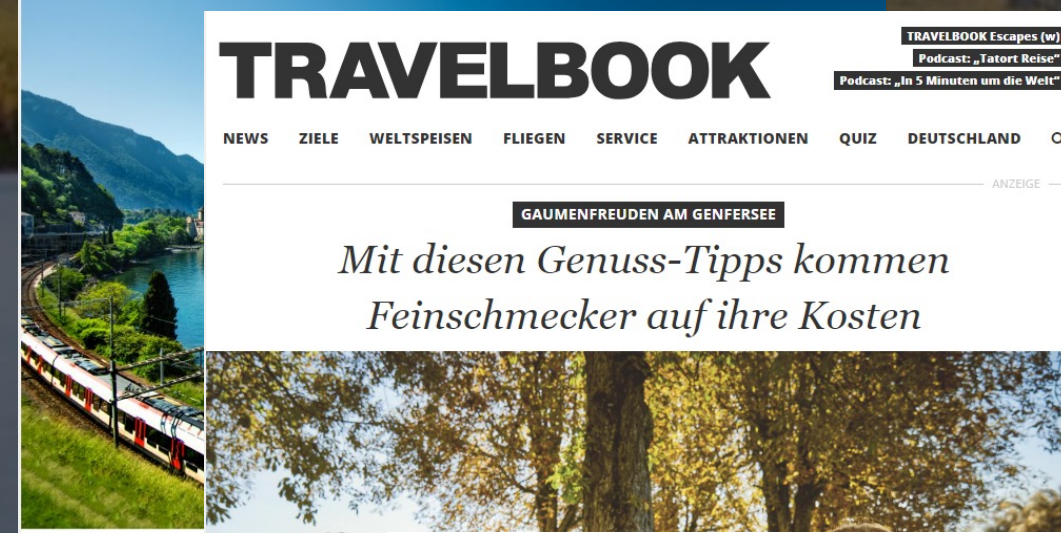 TRAVELBOOK
TRAVELBOOK Escapes (w)
Podcast: „Tatort Reise“
Podcast: „In 5 Minuten um die Welt“
NEWS ZIELE WELTSPEISEN FLIEGEN SERVICE ATTRAKTIONEN QUIZ DEUTSCHLAND
ANZEIGE
GAUMENFREUDEN AM GENFERSEE
Mit diesen Genuss-Tipps kommen
Feinschmecker auf ihre Kosten